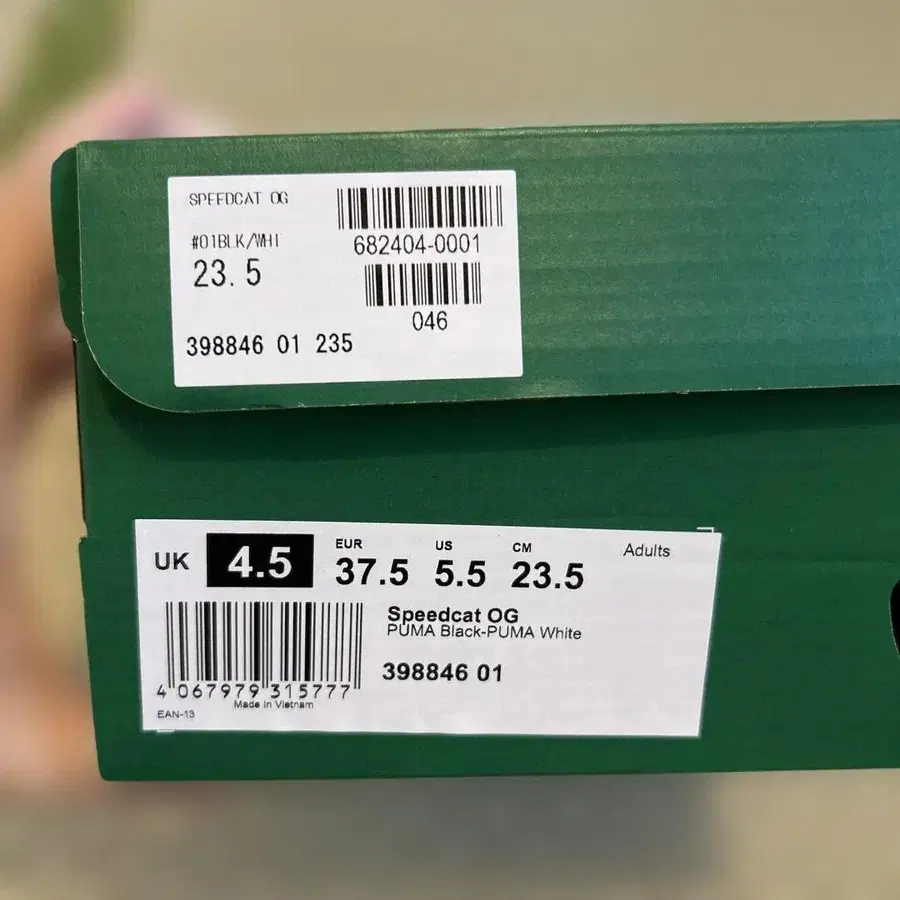 SPEEDCAT OG
#01BLK/WHT
682404-0001
23.5
046
398846 01 235
UK 4.5 EUR 37.5 US 5.5 CM 23.5 Adults
Speedcat OG
PUMA Black-PUMA White
398846 01
4 067979 315777
Made in Vietnam
EAN-13